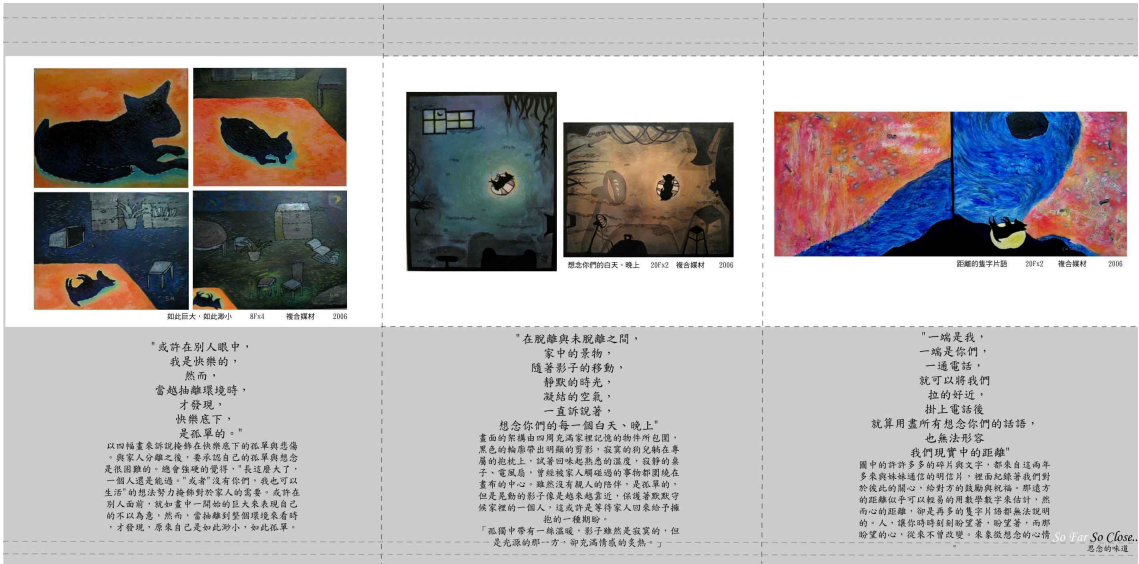 如此巨大，如此渺小 8Fx4 複合媒材 2006
"或許在別人眼中，
我是快樂的，
然而，
當越抽離環境時，
才發現，
快樂底下，
是孤單的。"
以四幅畫來訴說掩飾在快樂底下的孤單與悲傷
。與家人分離之後，要承認自己的孤單與想念
是很困難的。總會強硬的覺得，"長這麼大了，
一個人還是能過。"或者"沒有你們，我也可以
生活"的想法努力掩飾對於家人的需要。或許在
別人面前，就如畫中一開始的巨大來表現自己
的不以為意，然而，當抽離到整個環境來看時
，才發現，原來自己是如此渺小，如此孤單。
想念你們的白天、晚上 20Fx2 複合媒材 2006
"在脫離與未脫離之間，
家中的景物，
隨著影子的移動，
靜默的時光，
凝結的空氣，
一直訴說著，
想念你們的每一個白天、晚上"
畫面的架構由四周充滿家裡記憶的物件所包圍，
黑色的輪廓帶出明顯的剪影，寂寞的狗兒躺在專
屬的抱枕上，試著回味起熟悉的溫度，寂靜的桌
子、電風扇，曾經被家人觸碰過的事物都圍繞在
畫布的中心。雖然沒有親人的陪伴，是孤單的，
但是晃動的影子像是越來越靠近，保護著默默守
候家裡的一個人，這或許是等待家人回來給予擁
抱的一種期盼。
「孤獨中帶有一絲溫暖，影子雖然是寂寞的，但
是光源的那一方，卻充滿情感的炙熱。」
距離的隻字片語 20Fx2 複合媒材 2006
"一端是我，
一端是你們，
一通電話，
就可以將我們
拉的好近，
掛上電話後
就算用盡所有想念你們的話語，
也無法形容
我們現實中的距離"
圖中的許許多多的碎片與文字，都來自這兩年
多來與妹妹通信的明信片，裡面紀錄著我們對
於彼此的關心，給對方的鼓勵與祝福。那遠方
的距離似乎可以輕易的用數學數字來估計，然
而心的距離，卻是再多的隻字片語都無法說明
的。人，讓你時時刻刻盼望著，盼望著，而那
盼望的心，從來不曾改變。來象徵想念的心情
。
So Far So Close..
思念的味道